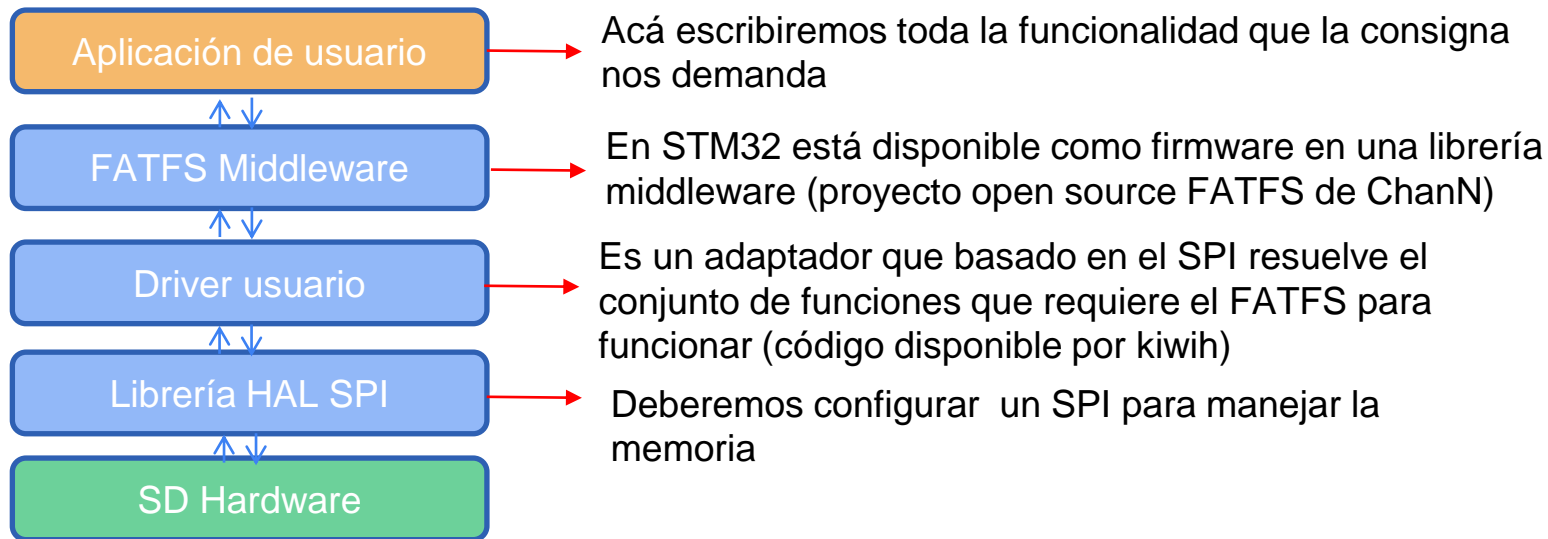 Aplicación de usuario
Acá escribiremos toda la funcionalidad que la consigna
nos demanda
FATFS Middleware
En STM32 está disponible como firmware en una librería
middleware (proyecto open source FATFS de ChanN)
Driver usuario
Es un adaptador que basado en el SPI resuelve el
conjunto de funciones que requiere el FATFS para
funcionar (código disponible por kiwih)
Librería HAL SPI
Deberemos configurar  un SPI para manejar la
memoria
SD Hardware